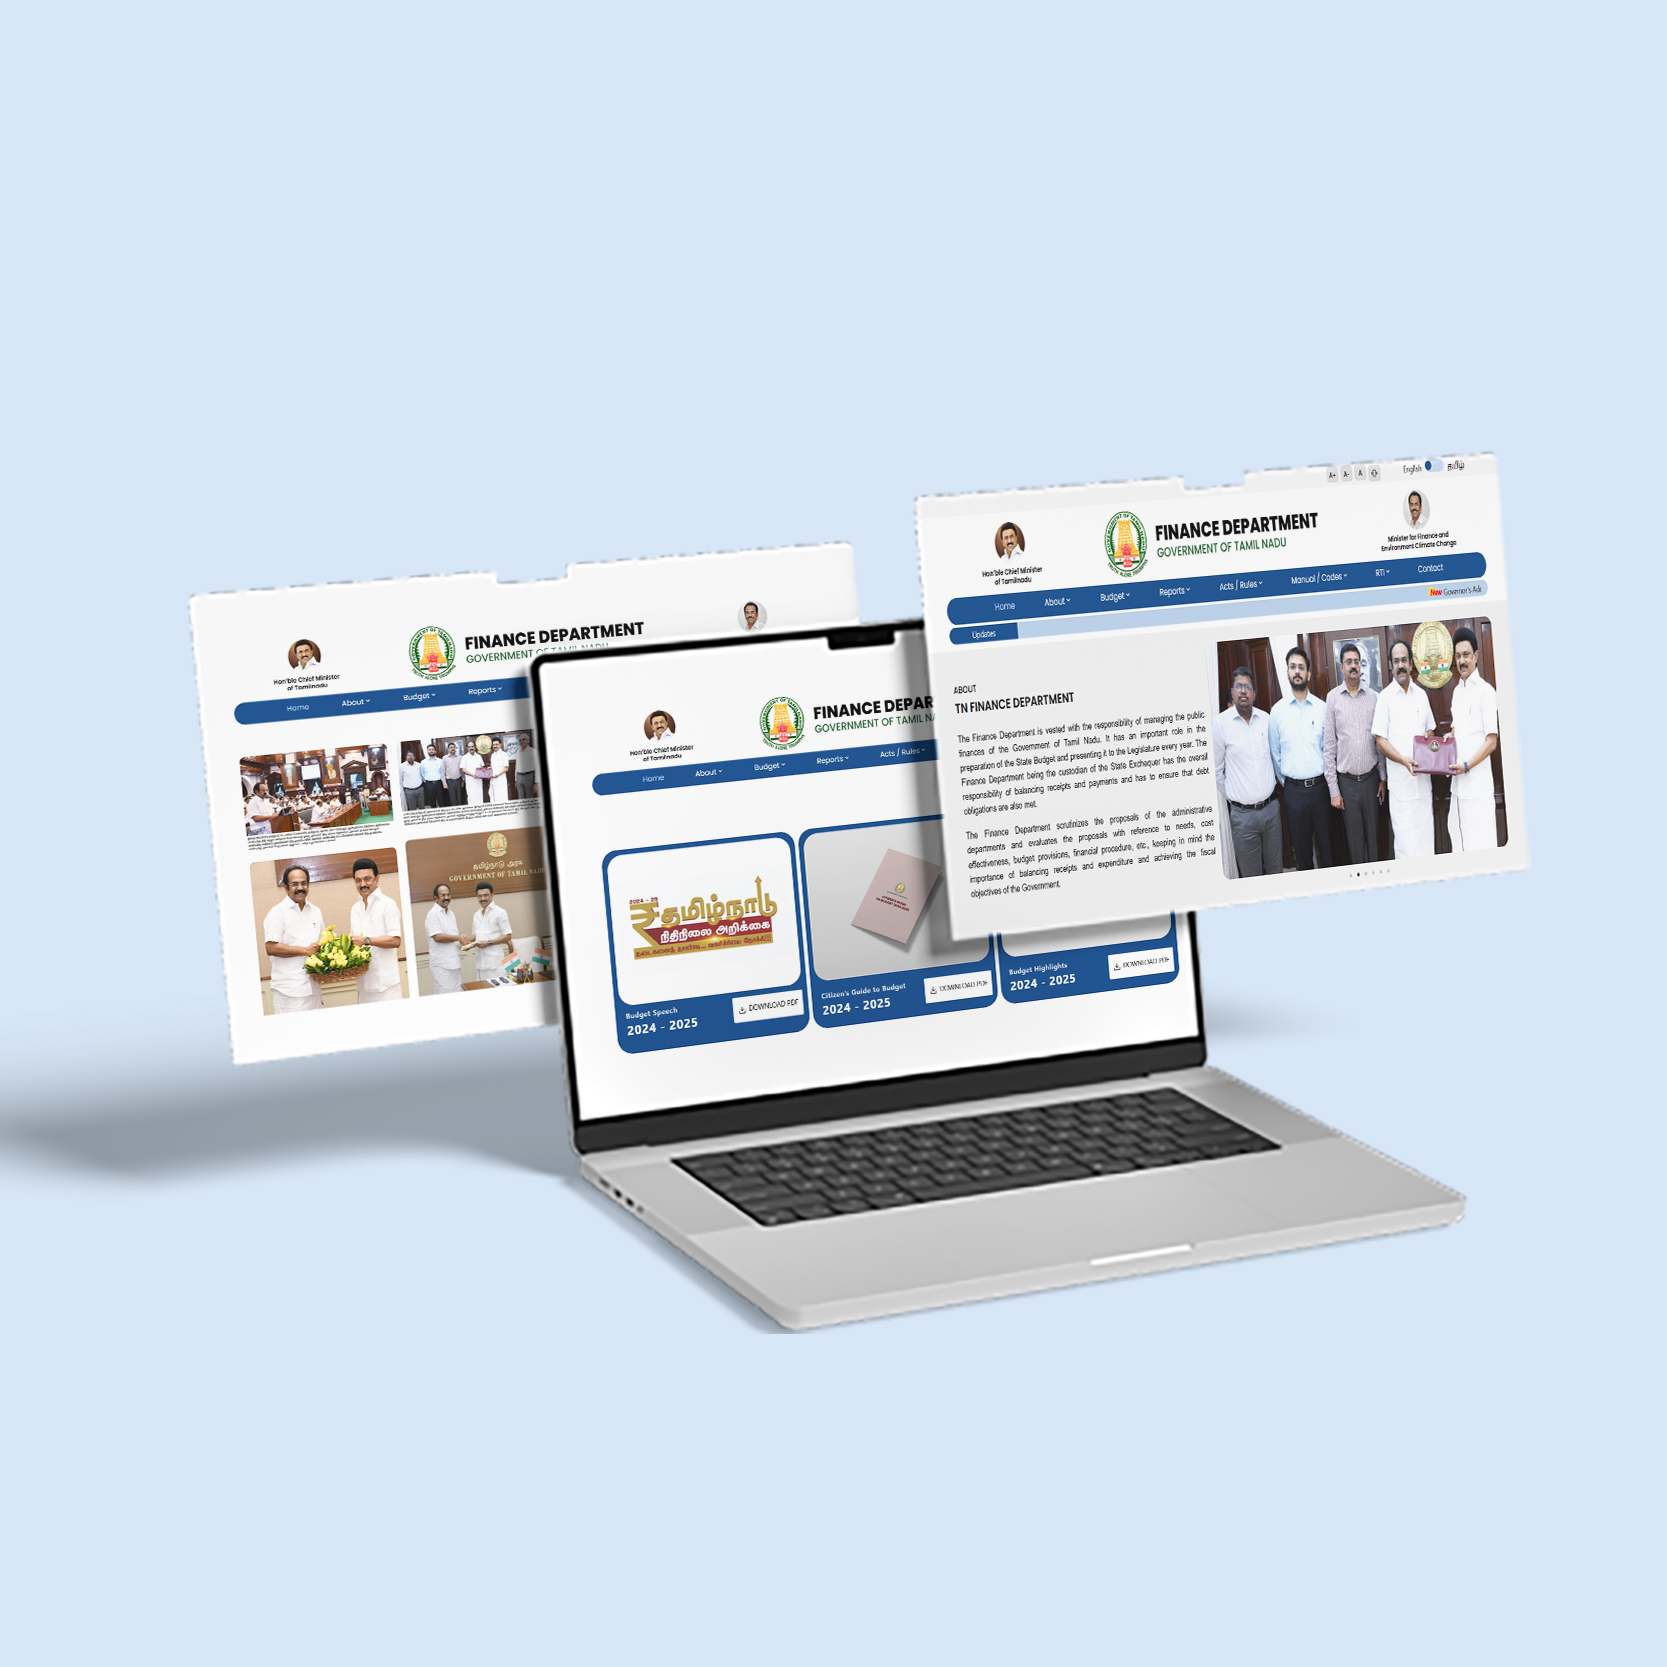 FINANCE DEPARTMENT
GOVERNMENT OF TAMIL NADU
Hon'ble Chief Minister
of Tamilnadu
Home About Budget Reports
தமிழ்நாடு அரசு
GOVERNMENT OF TAMIL NADU
FINANCE DEPAR
GOVERNMENT OF TAMIL N
Hon'ble Chief Minister
of Tamilnadu
Home About Budget Reports Acts / Rules
2024 - 25
தமிழ்நாடு
நிதிநிலை அறிக்கை
Budget Speech
2024 - 2025
DOWNLOAD PDF
Citizen's Guide to Budget
2024 - 2025
DOWNLOAD PDF
Budget Highlights
2024 - 2025
DOWNLOAD PDF
A+ A- A English தமிழ்
FINANCE DEPARTMENT
GOVERNMENT OF TAMIL NADU
Hon'ble Chief Minister
of Tamilnadu
Minister for Finance and
Environment Climate Change
Home About Budget Reports Acts / Rules Manual / Codes RTI Contact
Updates
New Governor's Adr
ABOUT
TN FINANCE DEPARTMENT
The Finance Department is vested with the responsibility of managing the public
finances of the Government of Tamil Nadu. It has an important role in the
preparation of the State Budget and presenting it to the Legislature every year. The
Finance Department being the custodian of the State Exchequer has the overall
responsibility of balancing receipts and payments and has to ensure that debt
obligations are also met.
The Finance Department scrutinizes the proposals of the administrative
departments and evaluates the proposals with reference to needs, cost
effectiveness, budget provisions, financial procedure, etc., keeping in mind the
importance of balancing receipts and expenditure and achieving the fiscal
objectives of the Government.